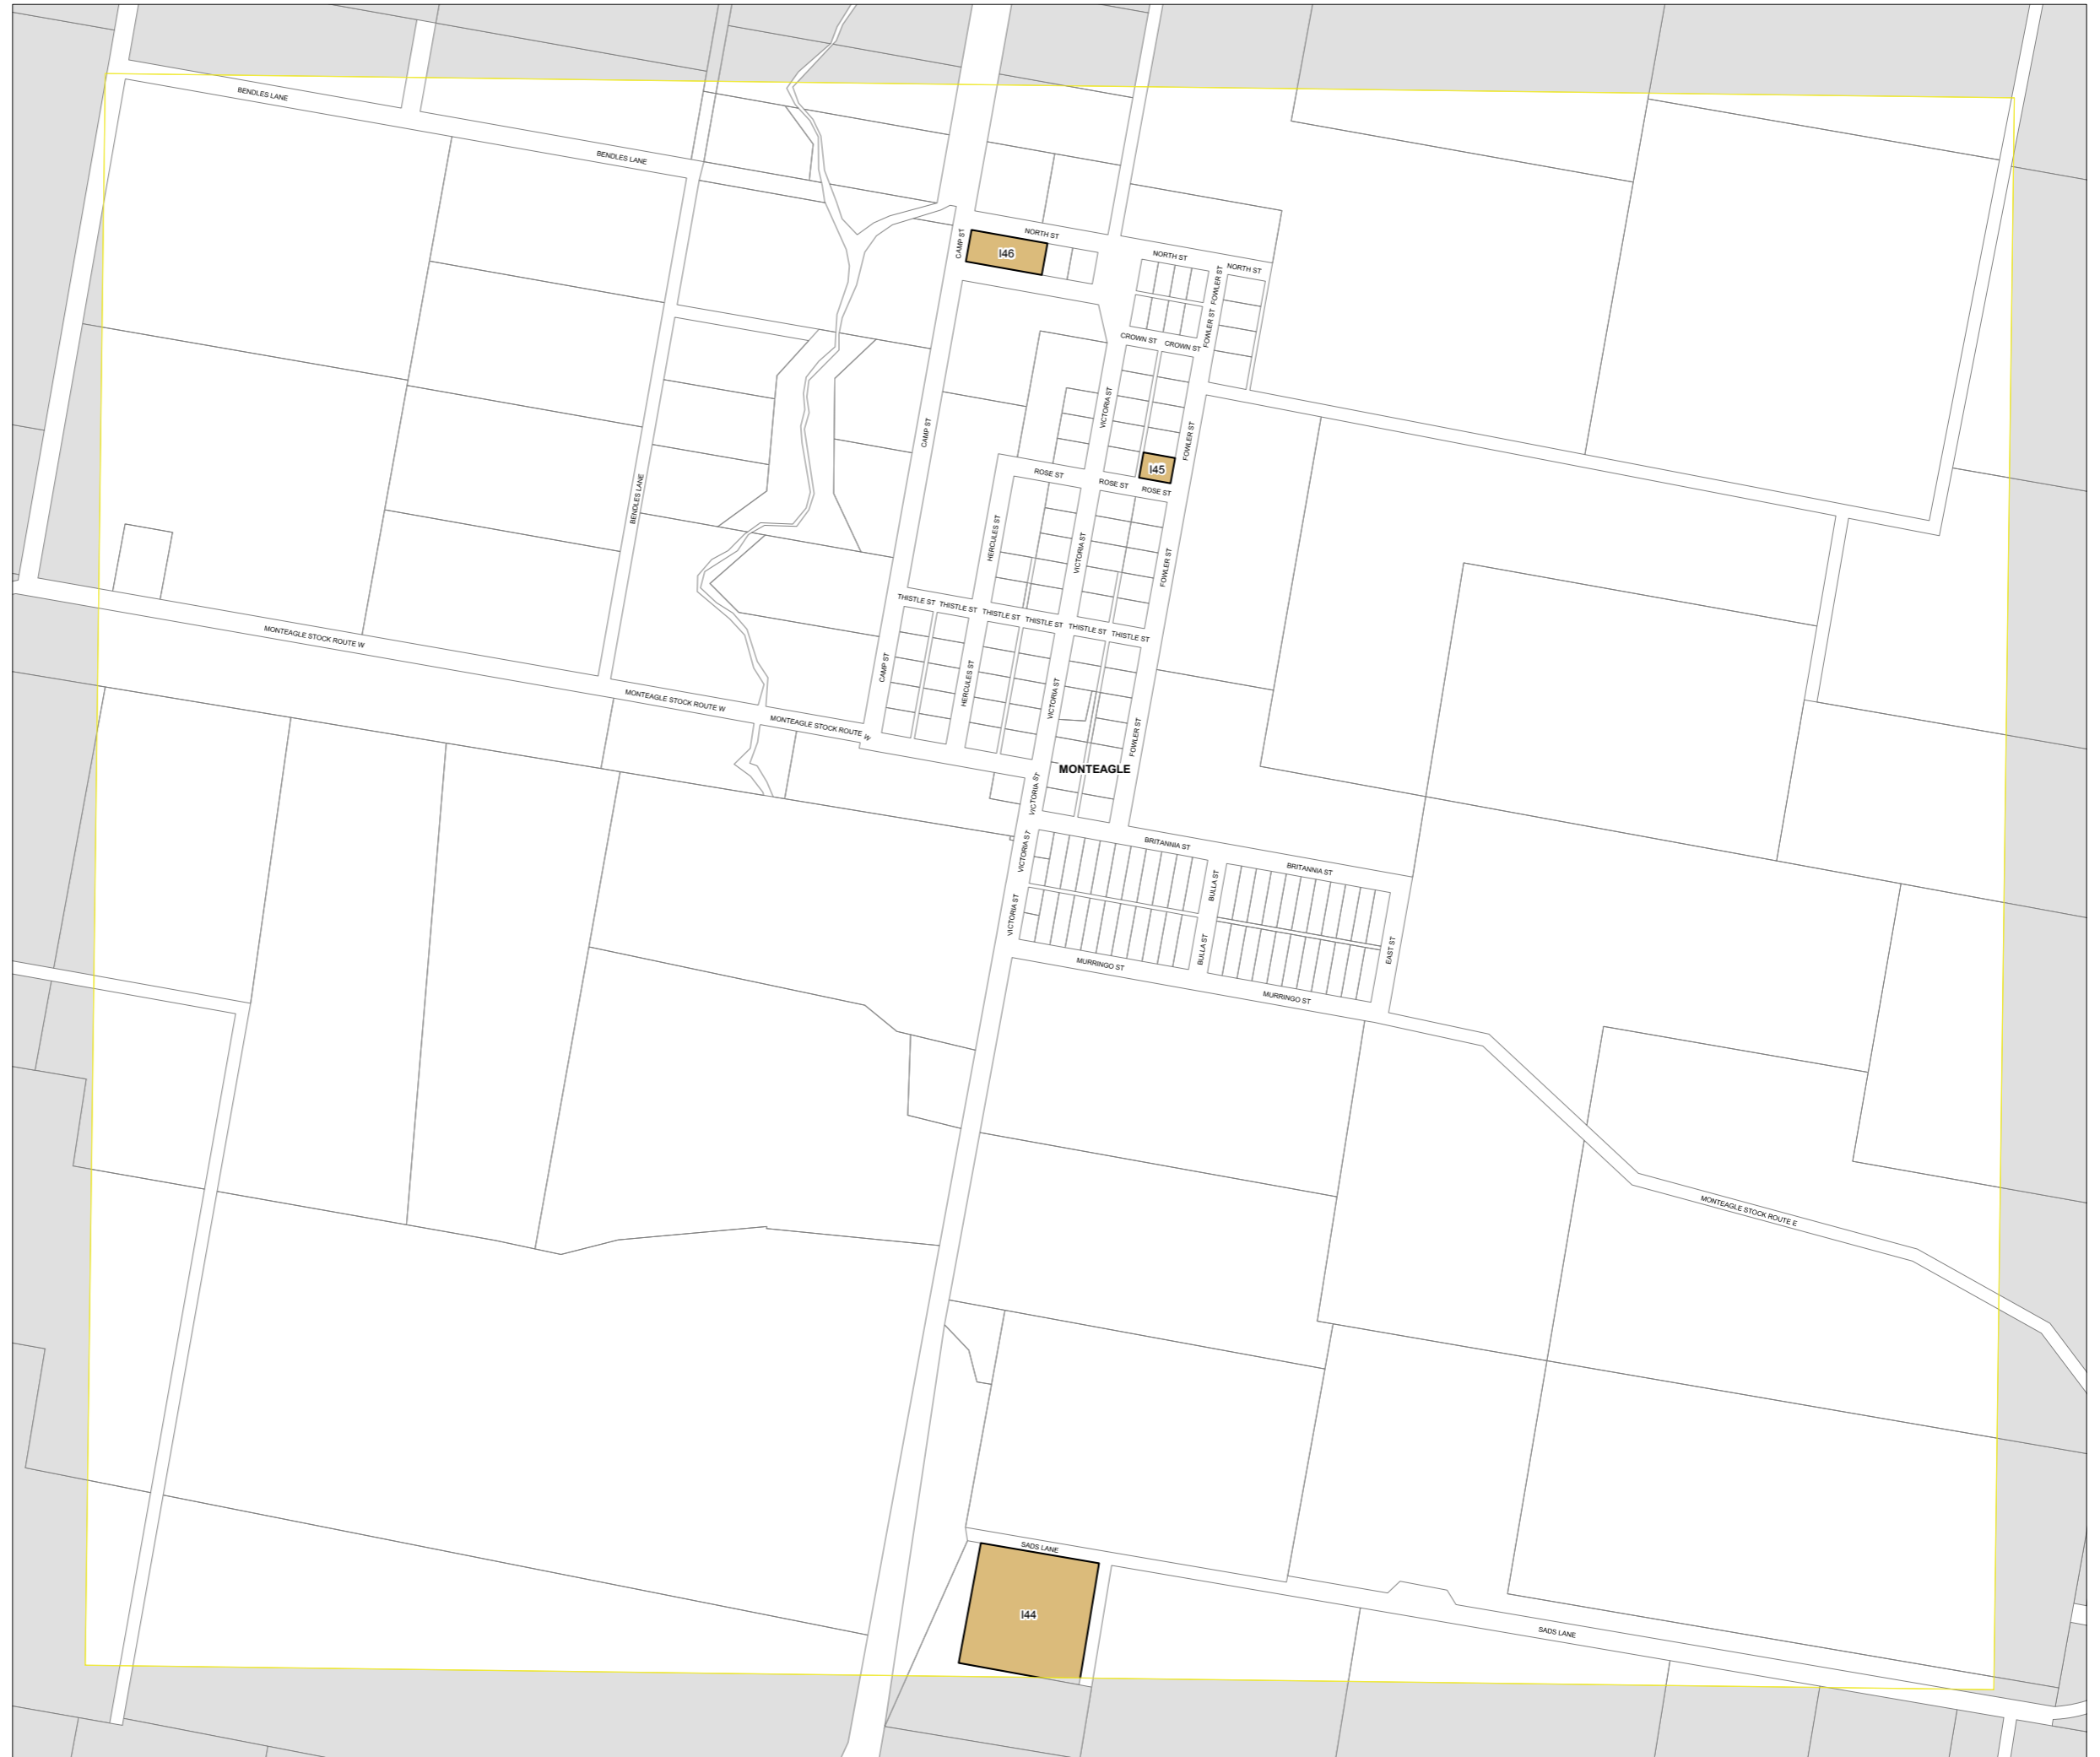 BENDLES LANE
BENDLES LANE
NORTH ST
CAMP ST
I46
NORTH ST
NORTH ST
FOWLER ST
FOWLER ST
CROWN ST
CROWN ST
VICTORIA ST
CAMP ST
FOWLER ST
I45
ROSE ST
ROSE ST
ROSE ST
BENDLES LANE
HERCULES ST
VICTORIA ST
FOWLER ST
THISTLE ST
THISTLE ST
THISTLE ST
THISTLE ST
THISTLE ST
THISTLE ST
MONTEAGLE STOCK ROUTE W
CAMP ST
HERCULES ST
VICTORIA ST
MONTEAGLE STOCK ROUTE W
MONTEAGLE STOCK ROUTE W
FOWLER ST
MONTEAGLE
VICTORIA ST
VICTORIA ST
BRITANNIA ST
BRITANNIA ST
BULLA ST
VICTORIA ST
BULLA ST
EAST ST
MURRINGO ST
MURRINGO ST
MONTEAGLE STOCK ROUTE E
SADS LANE
I44
SADS LANE